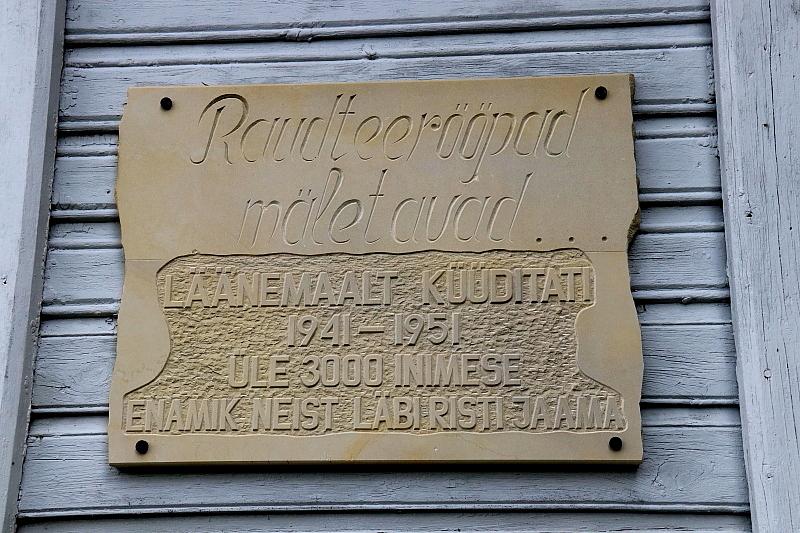 Raudteerööpad
mäletavad....
LÄÄNEMAALT KÜÜDITATI
1941-1951
ÜLE 3000 INIMESE
ENAMIK NEIST LÄBI RISTI JAAMA